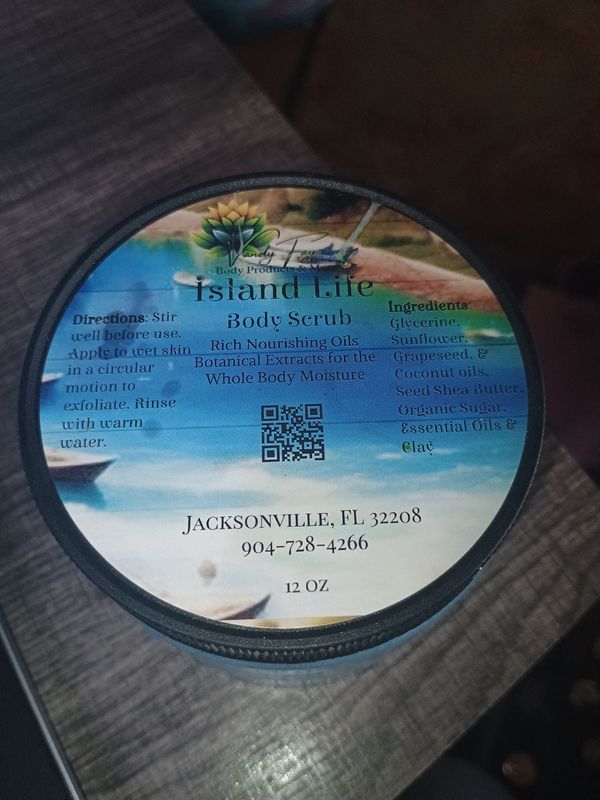 Body Products &
Island Life
Body Scrub
Rich Nourishing Oils
Botanical Extracts for the
Whole Body Moisture
Directions: Stir
well before use.
Apply to wet skin
in a circular
motion to
exfoliate. Rinse
with warm
water.
Ingredients:
Glycerine,
Sunflower,
Grapeseed, &
Coconut oils,
Seed Shea Butter,
Organic Sugar,
Essential Oils &
Clay
JACKSONVILLE, FL 32208
904-728-4266
12 OZ